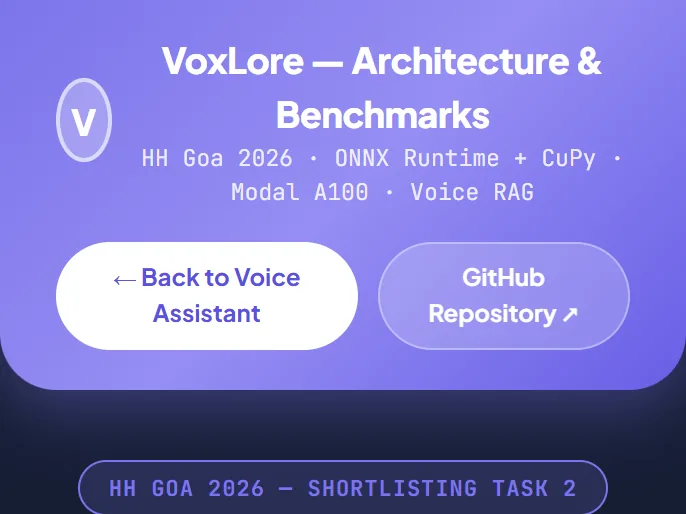 V
VoxLore — Architecture &
Benchmarks
HH Goa 2026 · ONNX Runtime + CuPy ·
Modal A100 · Voice RAG
← Back to Voice
Assistant
GitHub
Repository ↗
HH GOA 2026 — SHORTLISTING TASK 2